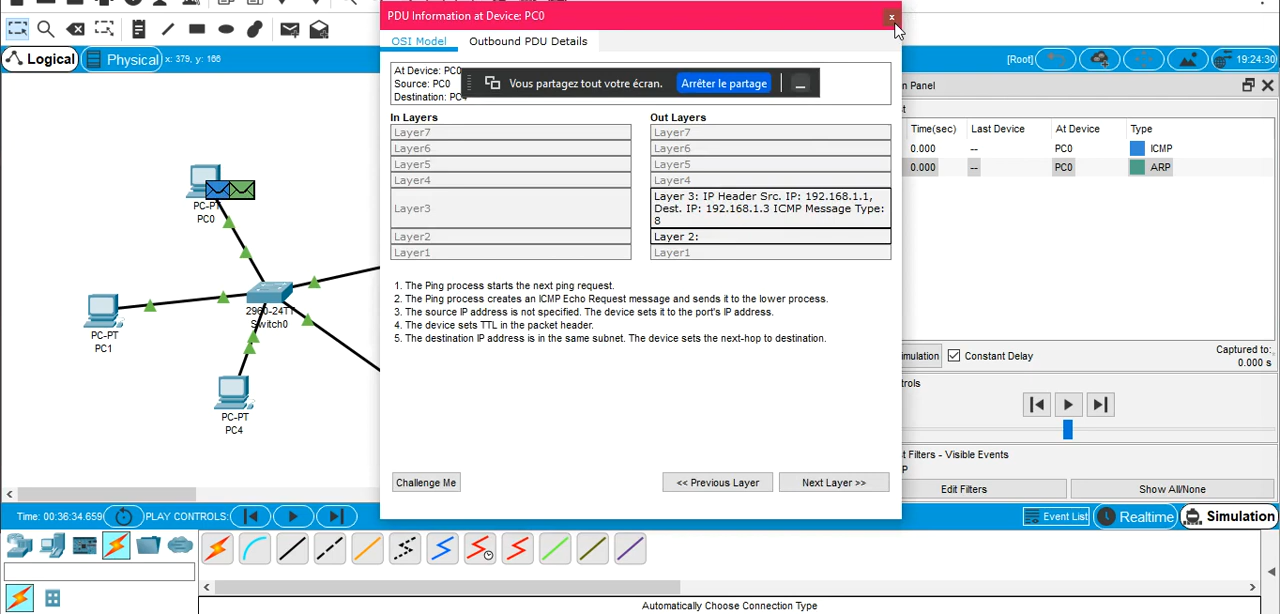 PDU Information at Device: PC0
OSI Model
Outbound PDU Details
Logical
Physical
x: 379, y: 166
[Root]
19:24:30
At Device: PC0
Source: PC0
Destination: PC4
Vous partagez tout votre écran.
Arrêter le partage
Panel
In Layers
Out Layers
Layer7
Layer6
Layer5
Layer4
Layer3
Layer2
Layer1
Layer7
Layer6
Layer5
Layer4
Layer 3: IP Header Src. IP: 192.168.1.1,
Dest. IP: 192.168.1.3 ICMP Message Type:
8
Layer 2:
Layer1
1. The Ping process starts the next ping request.
2. The Ping process creates an ICMP Echo Request message and sends it to the lower process.
3. The source IP address is not specified. The device sets it to the port's IP address.
4. The device sets TTL in the packet header.
5. The destination IP address is in the same subnet. The device sets the next-hop to destination.
Challenge Me
<< Previous Layer
Next Layer >>
Time(sec) Last Device At Device Type
0.000 -- PC0 ICMP
0.000 -- PC0 ARP
Constant Delay
Captured to:
0.000 s
Filters - Visible Events
Edit Filters
Show All/None
PC-PT
PC0
PC-PT
PC1
2960-24TT
Switch0
PC-PT
PC4
Time: 00:36:34.659
PLAY CONTROLS:
Event List
Realtime
Simulation
Automatically Choose Connection Type